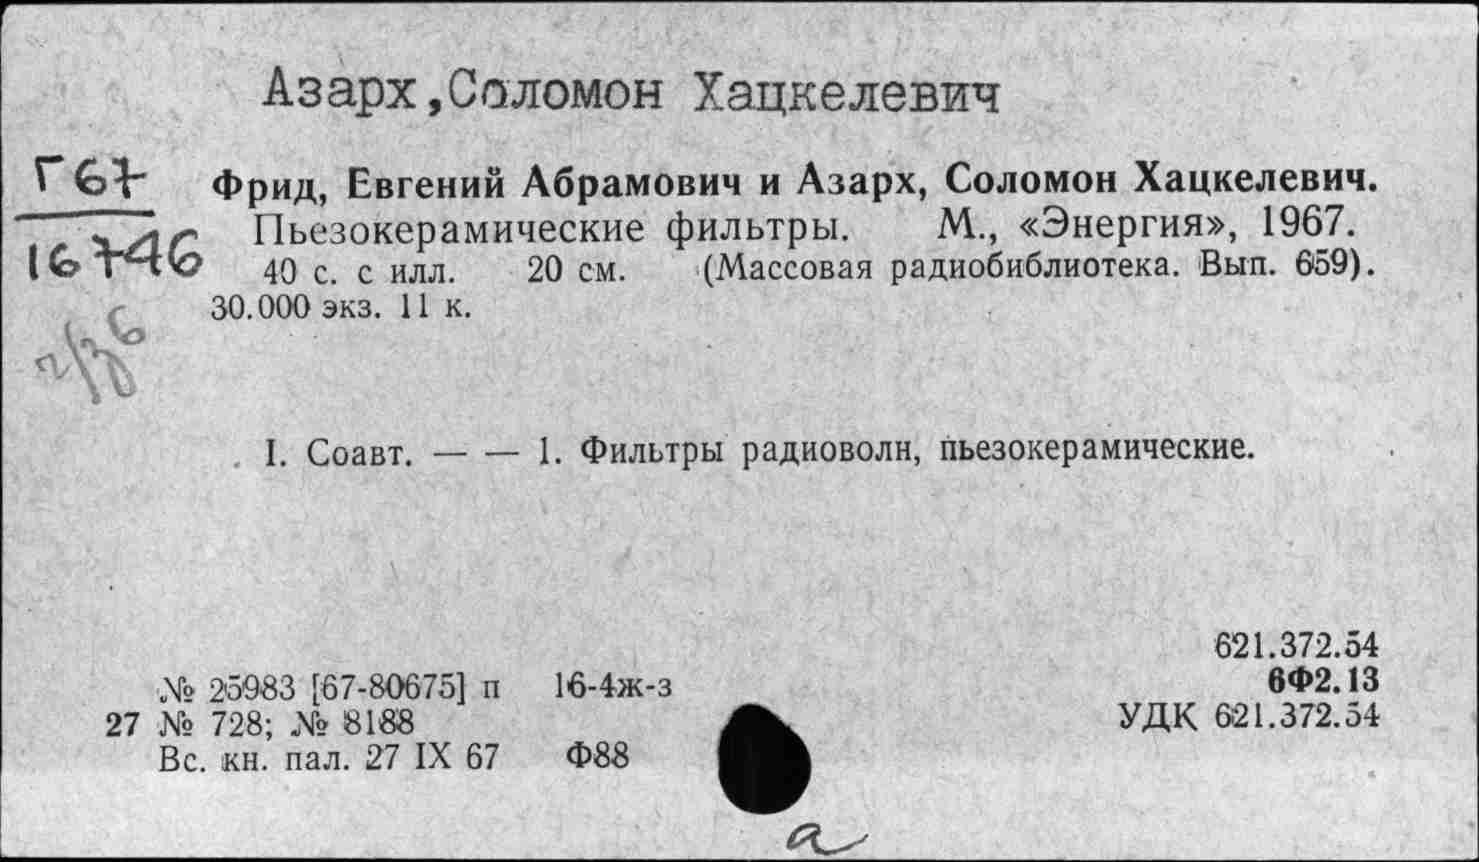 Азарх,Соломон Хацкелевич
Г67
16746
Фрид, Евгений Абрамович и Азарх, Соломон Хацкелевич.
Пьезокерамические фильтры. М., «Энергия», 1967.
40 с. с илл. 20 см. (Массовая радиобиблиотека. Вып. 659).
30.000 экз. 11 к.
I. Соавт. — — 1. Фильтры радиоволн, пьезокерамические.
621.372.54
6Ф2.13
УДК 621.372.54
№ 25983 [67-80675] п 16-4ж-з
27 № 728; № 8188
Вс. кн. пал. 27 IX 67 Ф88
а